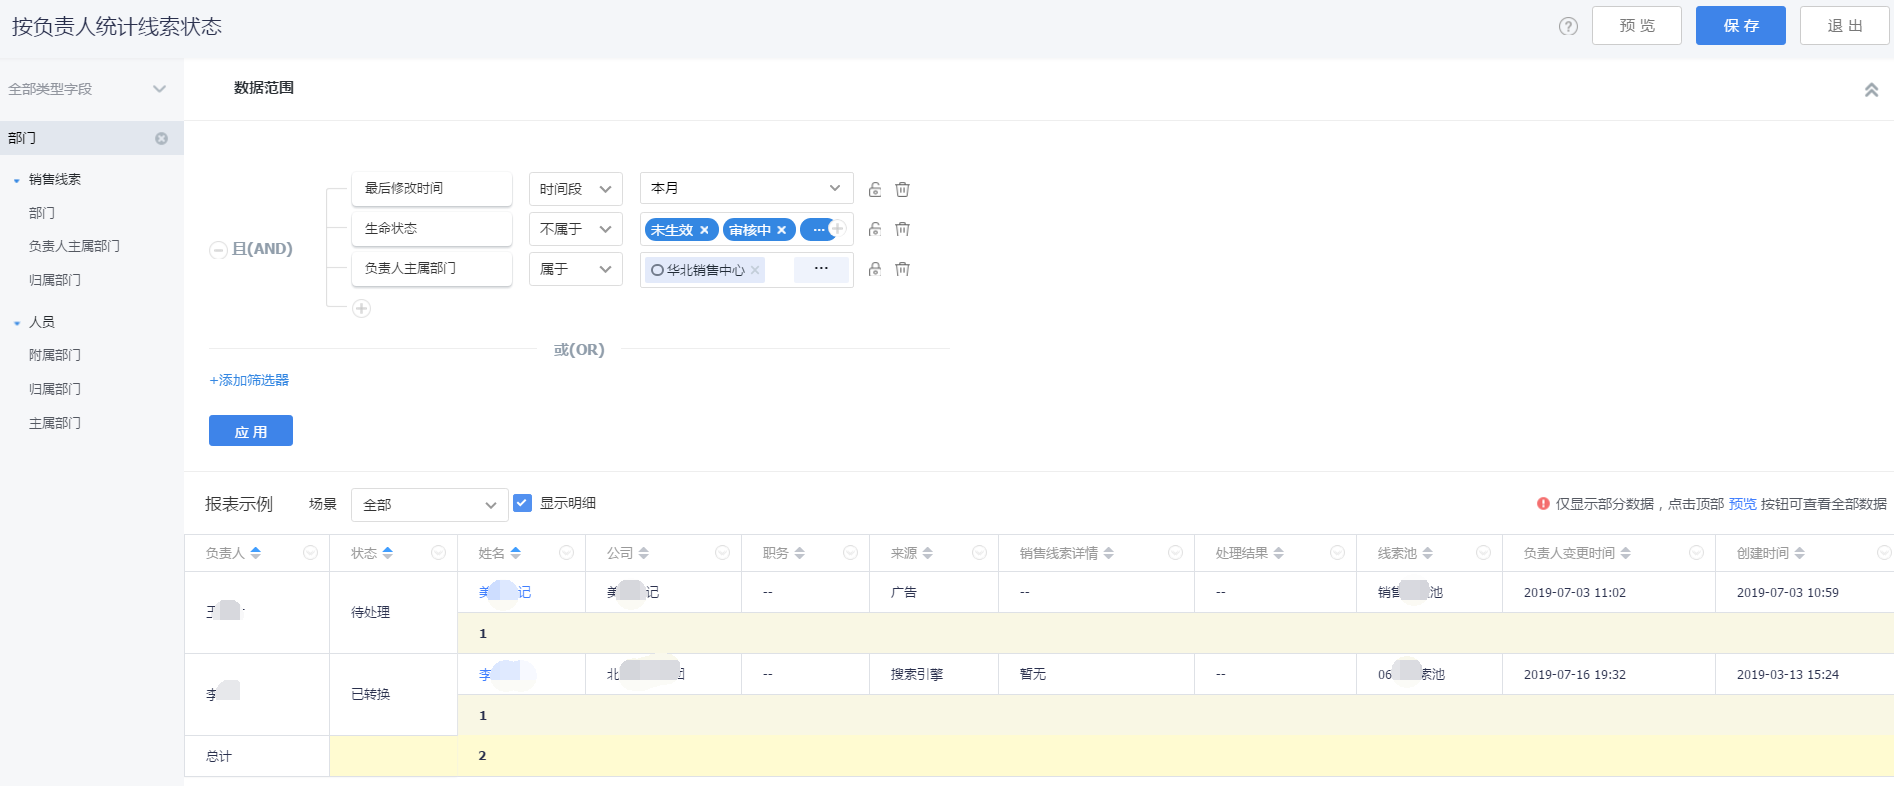 按负责人统计线索状态
预 览
保 存
退 出
全部类型字段
部门
销售线索
部门
负责人主属部门
归属部门
人员
附属部门
归属部门
主属部门
数据范围
且(AND)
最后修改时间 时间段 本月
生命状态 不属于 未生效 × 审核中 × ...
负责人主属部门 属于 华北销售中心 × ...
或(OR)
+添加筛选器
应 用
报表示例 场景 全部 显示明细 仅显示部分数据，点击顶部 预览 按钮可查看全部数据
负责人 状态 姓名 公司 职务 来源 销售线索详情 处理结果 线索池 负责人变更时间 创建时间
待处理 美 记 美 记 -- 广告 -- -- 销售 池 2019-07-03 11:02 2019-07-03 10:59
1
李 已转换 李 北 -- 搜索引擎 暂无 -- 06 索池 2019-07-16 19:32 2019-03-13 15:24
1
总计 2